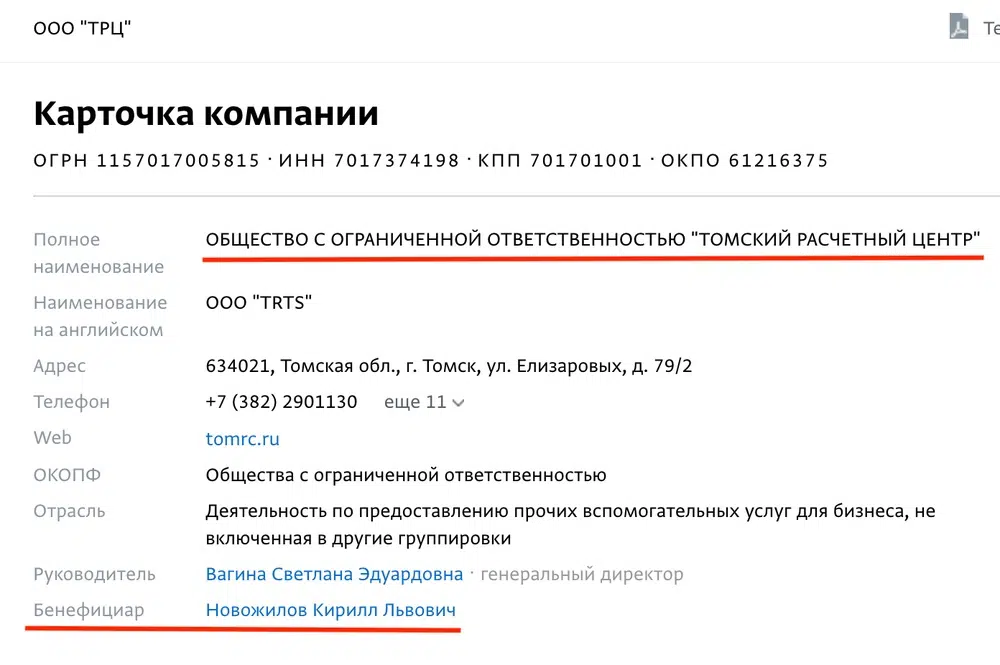 ООО "ТРЦ"
Карточка компании
ОГРН 1157017005815 · ИНН 7017374198 · КПП 701701001 · ОКПО 61216375
Полное наименование ОБЩЕСТВО С ОГРАНИЧЕННОЙ ОТВЕТСТВЕННОСТЬЮ "ТОМСКИЙ РАСЧЕТНЫЙ ЦЕНТР"
Наименование на английском ООО "TRTS"
Адрес 634021, Томская обл., г. Томск, ул. Елизаровых, д. 79/2
Телефон +7 (382) 2901130 еще 11
Web tomrc.ru
ОКОПФ Общества с ограниченной ответственностью
Отрасль Деятельность по предоставлению прочих вспомогательных услуг для бизнеса, не
включенная в другие группировки
Руководитель Вагина Светлана Эдуардовна · генеральный директор
Бенефициар Новожилов Кирилл Львович